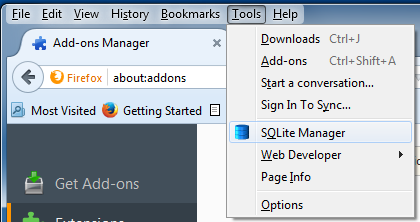 File Edit View History Bookmarks Tools Help
Add-ons Manager
Firefox about:addons
Most Visited Getting Started
Get Add-ons
Extensions
Downloads Ctrl+J
Add-ons Ctrl+Shift+A
Start a conversation...
Sign In To Sync...
SQLite Manager
Web Developer
Page Info
Options